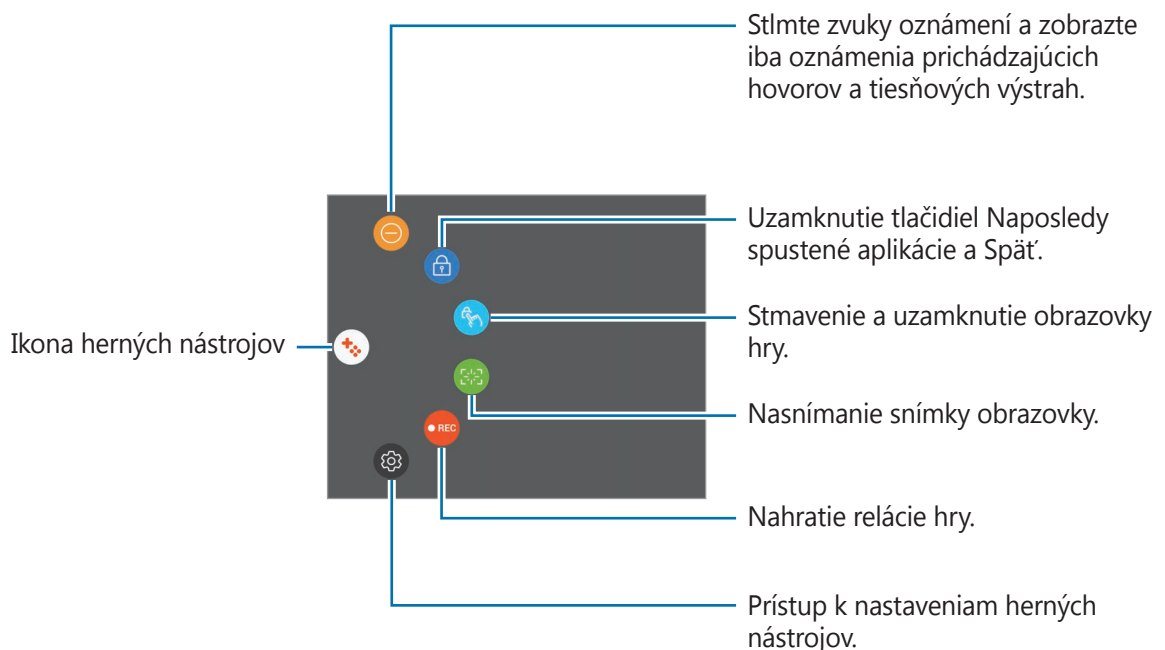 Stlmte zvuky oznámení a zobrazte
iba oznámenia prichádzajúcich
hovorov a tiesňových výstrah.
Uzamknutie tlačidiel Naposledy
spustené aplikácie a Späť.
Stmavenie a uzamknutie obrazovky
hry.
Ikona herných nástrojov
Nasnímanie snímky obrazovky.
REC
Nahratie relácie hry.
Prístup k nastaveniam herných
nástrojov.